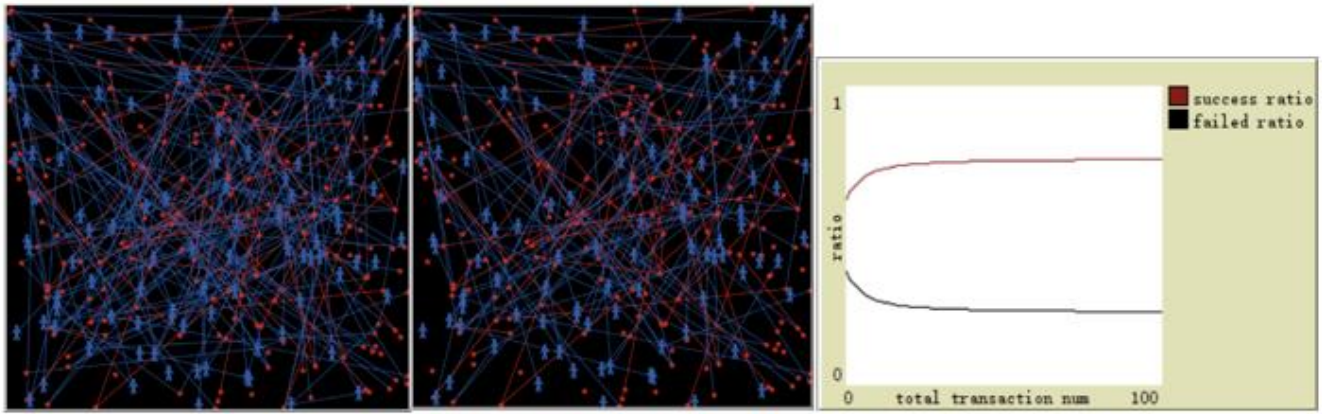 1
success ratio
failed ratio
ratio
0
0 total transaction num 100